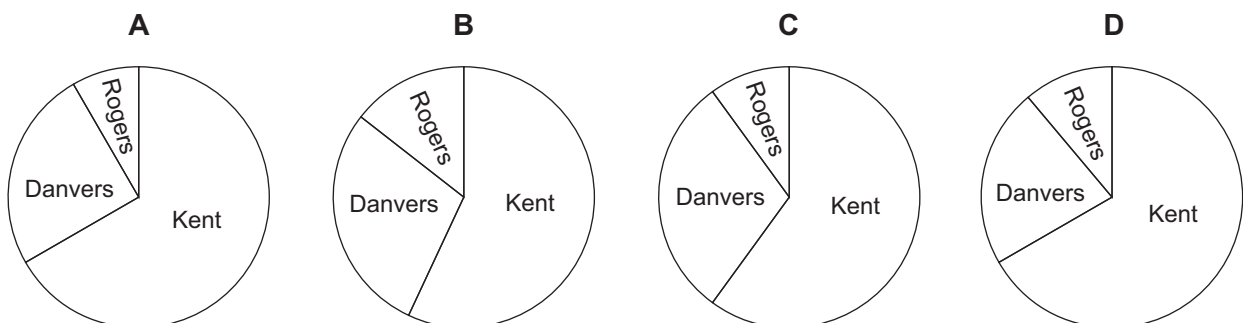 A
Rogers
Danvers
Kent
B
Rogers
Danvers
Kent
C
Rogers
Danvers
Kent
D
Rogers
Danvers
Kent